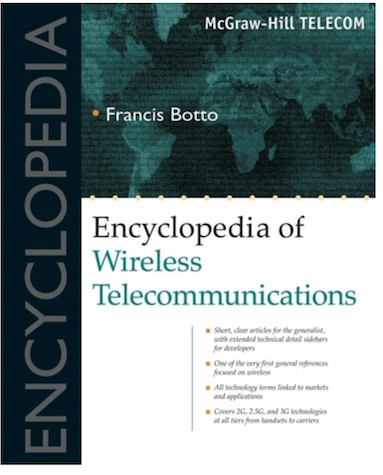 ENCYCLOPEDIA
McGraw-Hill TELECOM
Francis Botto
Encyclopedia of
Wireless
Telecommunications
Short, clear articles for the generalist,
with extended technical detail sidebars
for developers
One of the very first general references
focused on wireless
All technology terms linked to markets
and applications
Covers 2G, 2.5G, and 3G technologies
at all tiers from handsets to carriers